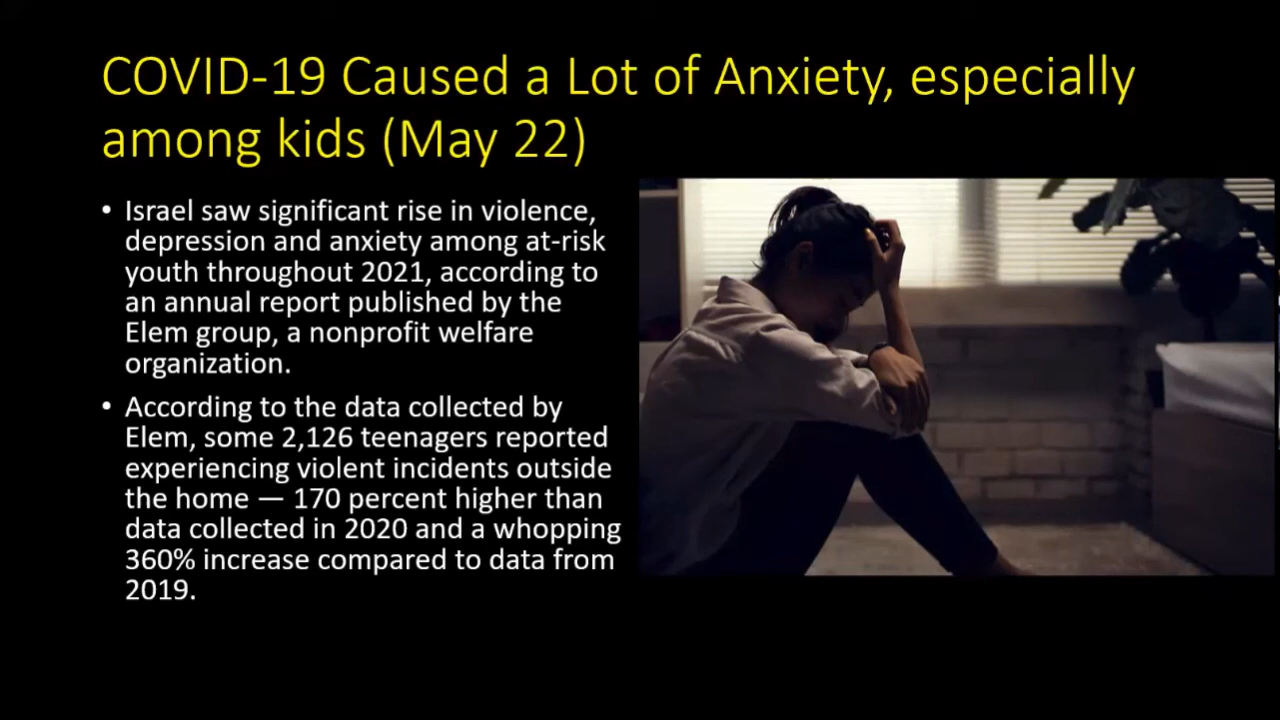 COVID-19 Caused a Lot of Anxiety, especially
among kids (May 22)
• Israel saw significant rise in violence,
depression and anxiety among at-risk
youth throughout 2021, according to
an annual report published by the
Elem group, a nonprofit welfare
organization.
• According to the data collected by
Elem, some 2,126 teenagers reported
experiencing violent incidents outside
the home — 170 percent higher than
data collected in 2020 and a whopping
360% increase compared to data from
2019.